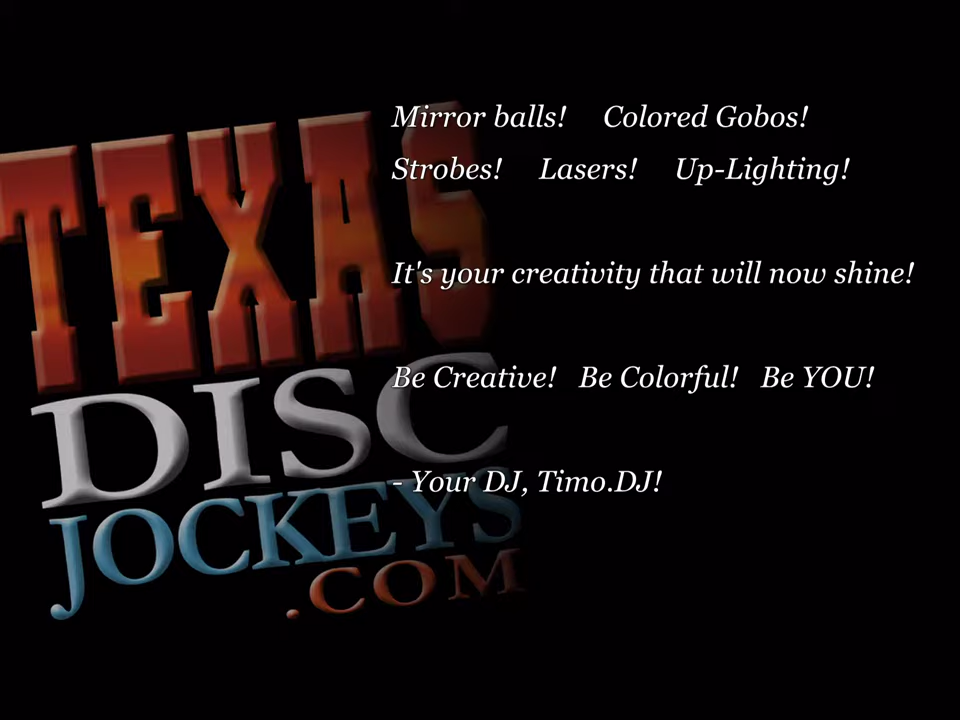 Mirror balls! Colored Gobos!
Strobes! Lasers! Up-Lighting!
It's your creativity that will now shine!
Be Creative! Be Colorful! Be YOU!
- Your DJ, Timo.DJ!
TEXAS
DISC
JOCKEYS
.COM